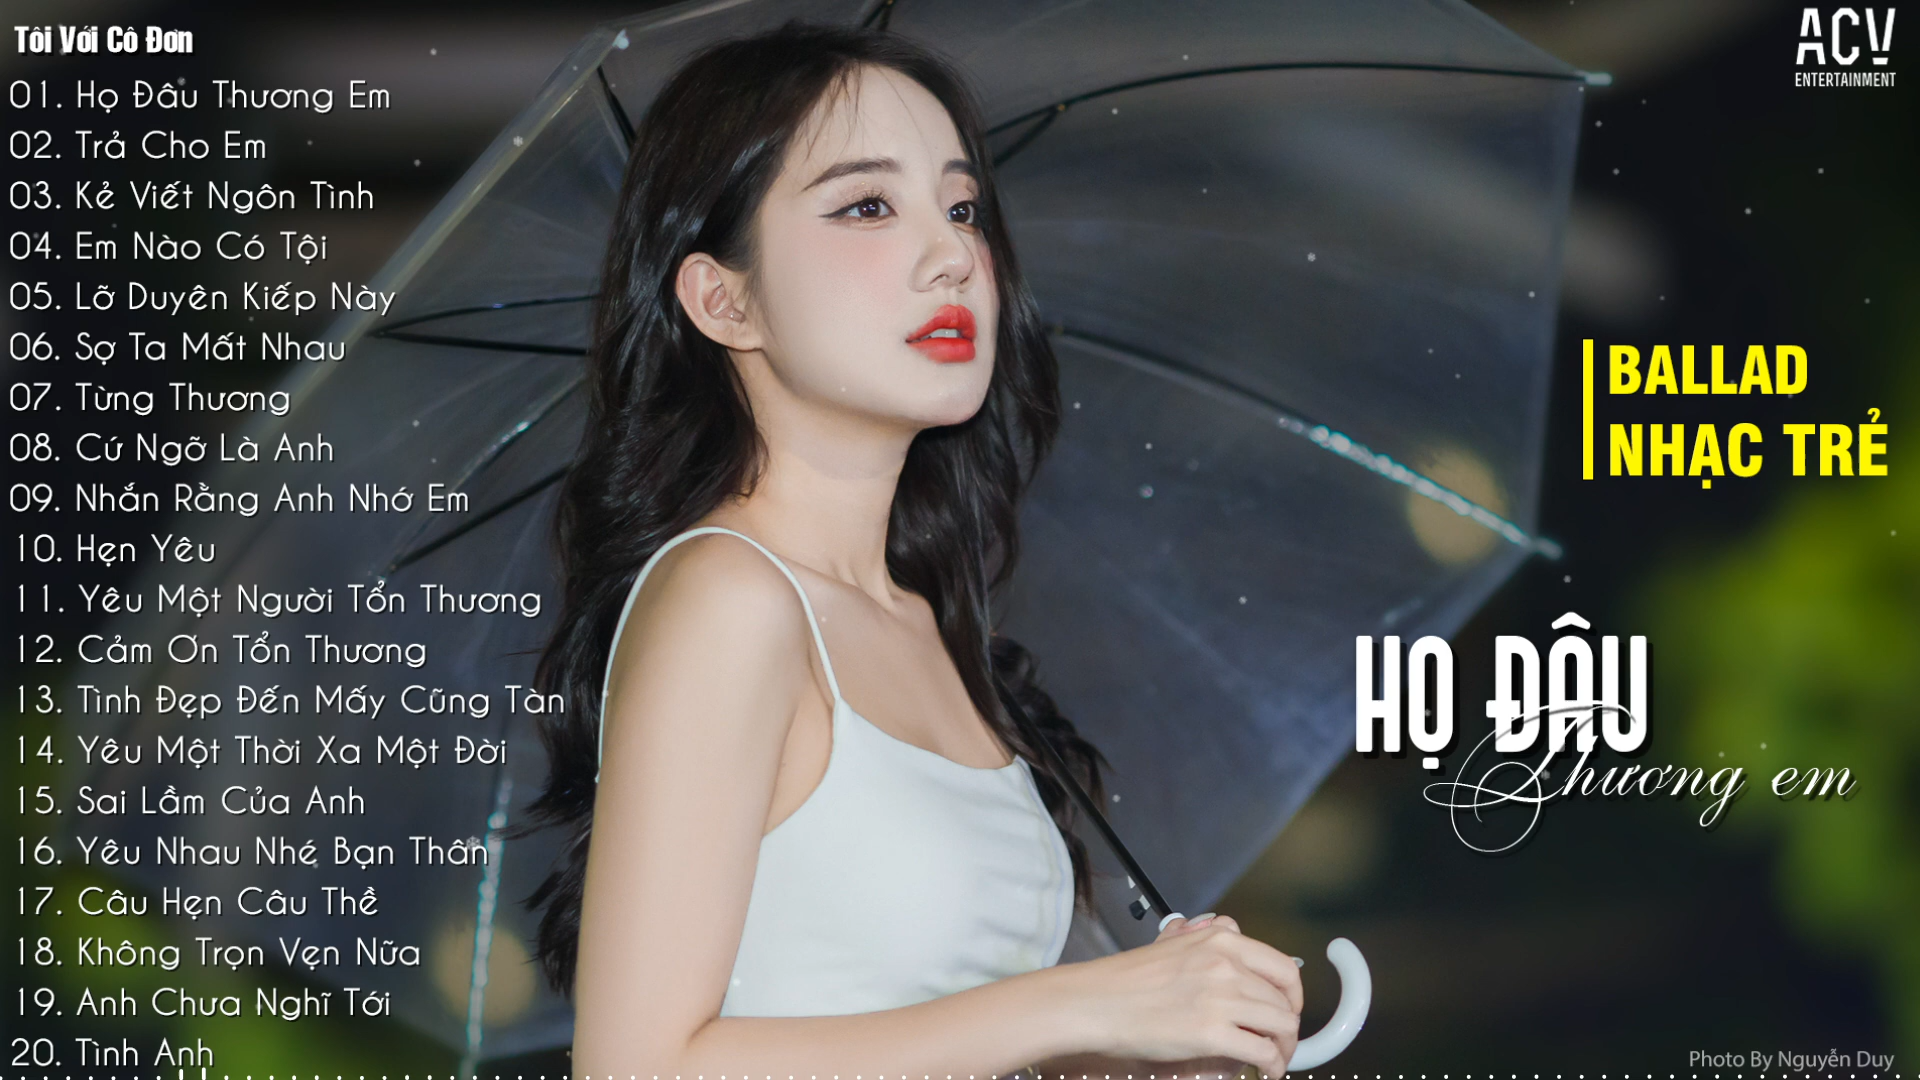 Tôi Với Cô Đơn
01. Họ Đâu Thương Em
02. Trả Cho Em
03. Kẻ Viết Ngôn Tình
04. Em Nào Có Tội
05. Lỡ Duyên Kiếp Này
06. Sợ Ta Mất Nhau
07. Từng Thương
08. Cứ Ngỡ Là Anh
09. Nhắn Rằng Anh Nhớ Em
10. Hẹn Yêu
11. Yêu Một Người Tổn Thương
12. Cảm Ơn Tổn Thương
13. Tình Đẹp Đến Mấy Cũng Tàn
14. Yêu Một Thời Xa Một Đời
15. Sai Lầm Của Anh
16. Yêu Nhau Nhé Bạn Thân
17. Câu Hẹn Câu Thề
18. Không Trọn Vẹn Nữa
19. Anh Chưa Nghĩ Tới
20. Tình Anh
ACV
ENTERTAINMENT
BALLAD
NHẠC TRẺ
HỌ ĐÂU
Thương em
Photo By Nguyễn Duy